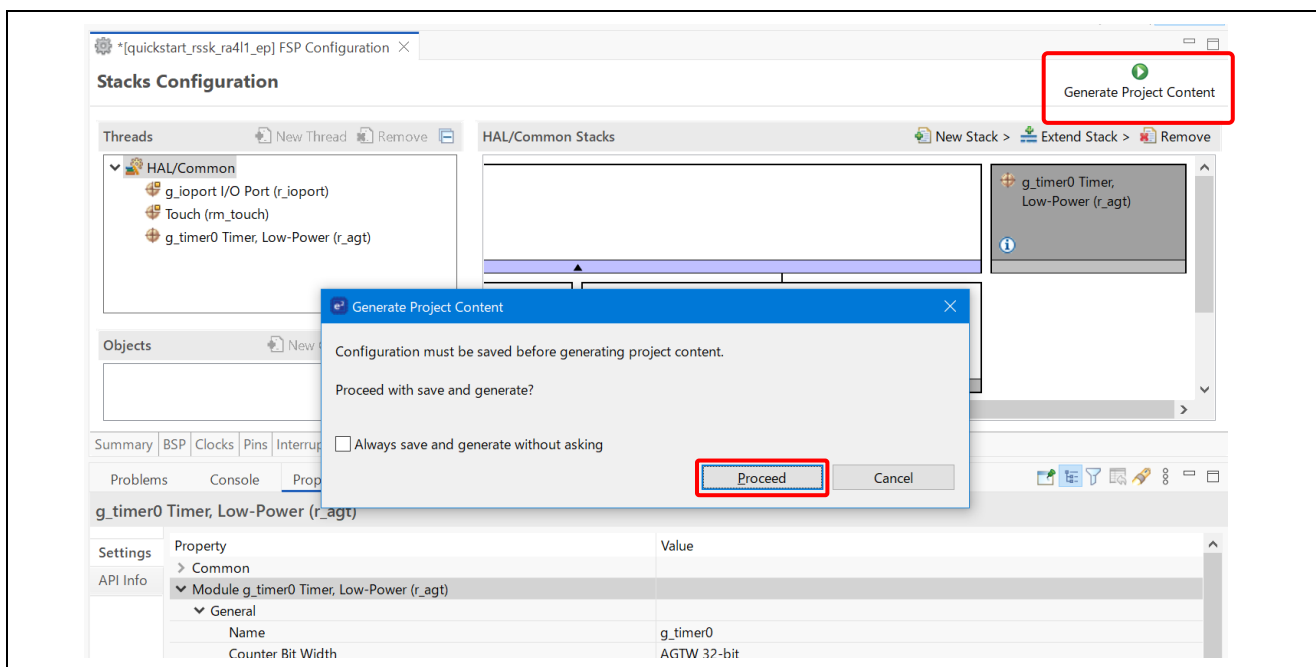 *[quickstart_rssk_ra4l1_ep] FSP Configuration
Stacks Configuration
Generate Project Content
Threads
New Thread
Remove
HAL/Common
g_ioport I/O Port (r_ioport)
Touch (rm_touch)
g_timer0 Timer, Low-Power (r_agt)
HAL/Common Stacks
New Stack >
Extend Stack >
Remove
g_timer0 Timer,
Low-Power (r_agt)
Objects
New
Generate Project Content
Configuration must be saved before generating project content.
Proceed with save and generate?
Always save and generate without asking
Proceed
Cancel
Summary
BSP
Clocks
Pins
Interrup
Problems
Console
Prop
g_timer0 Timer, Low-Power (r_agt)
Settings
API Info
Property
Value
Common
Module g_timer0 Timer, Low-Power (r_agt)
General
Name
g_timer0
Counter Bit Width
AGTW 32-bit